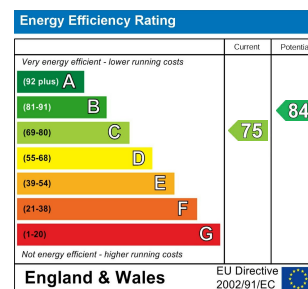 Energy Efficiency Rating
Current Potentia
Very energy efficient - lower running costs
(92 plus) A
(81-91) B
(69-80) C
(55-68) D
(39-54) E
(21-38) F
(1-20) G
75
84
Not energy efficient - higher running costs
England & Wales
EU Directive
2002/91/EC